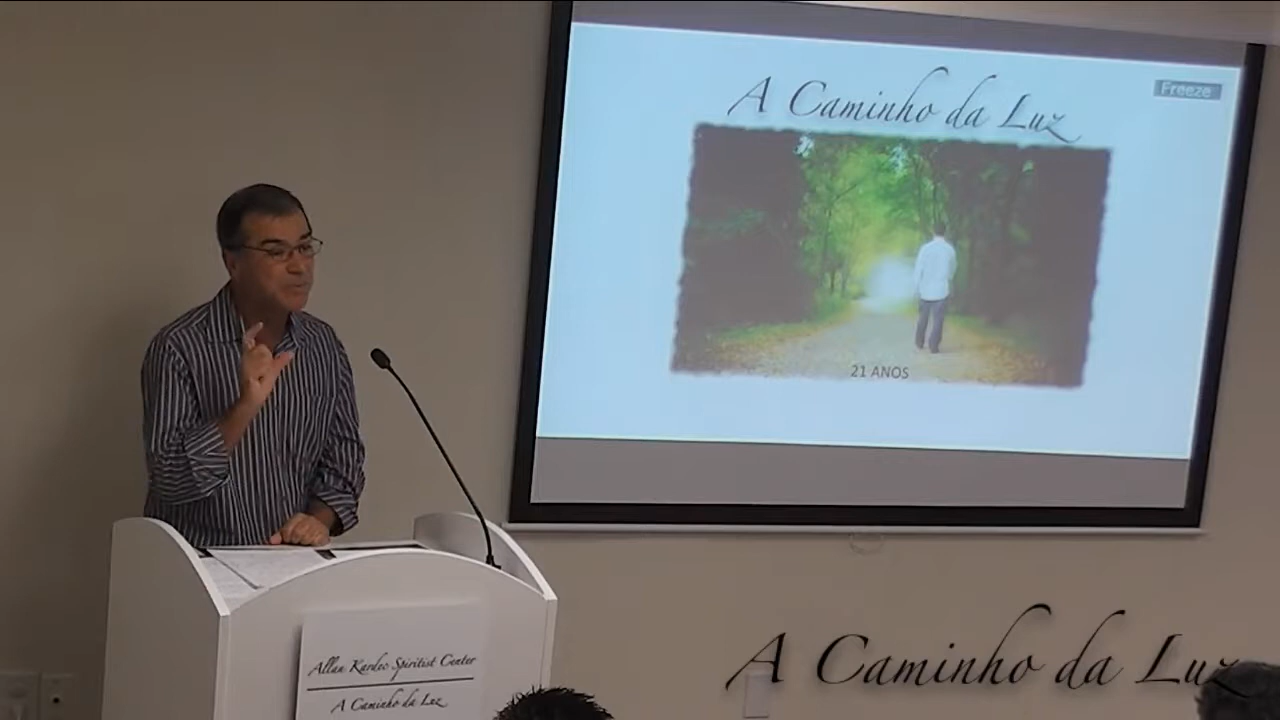 A Caminho da Luz
Freeze
21 ANOS
Allan Kardec Spiritist Center
A Caminho da Luz
A Caminho da Luz